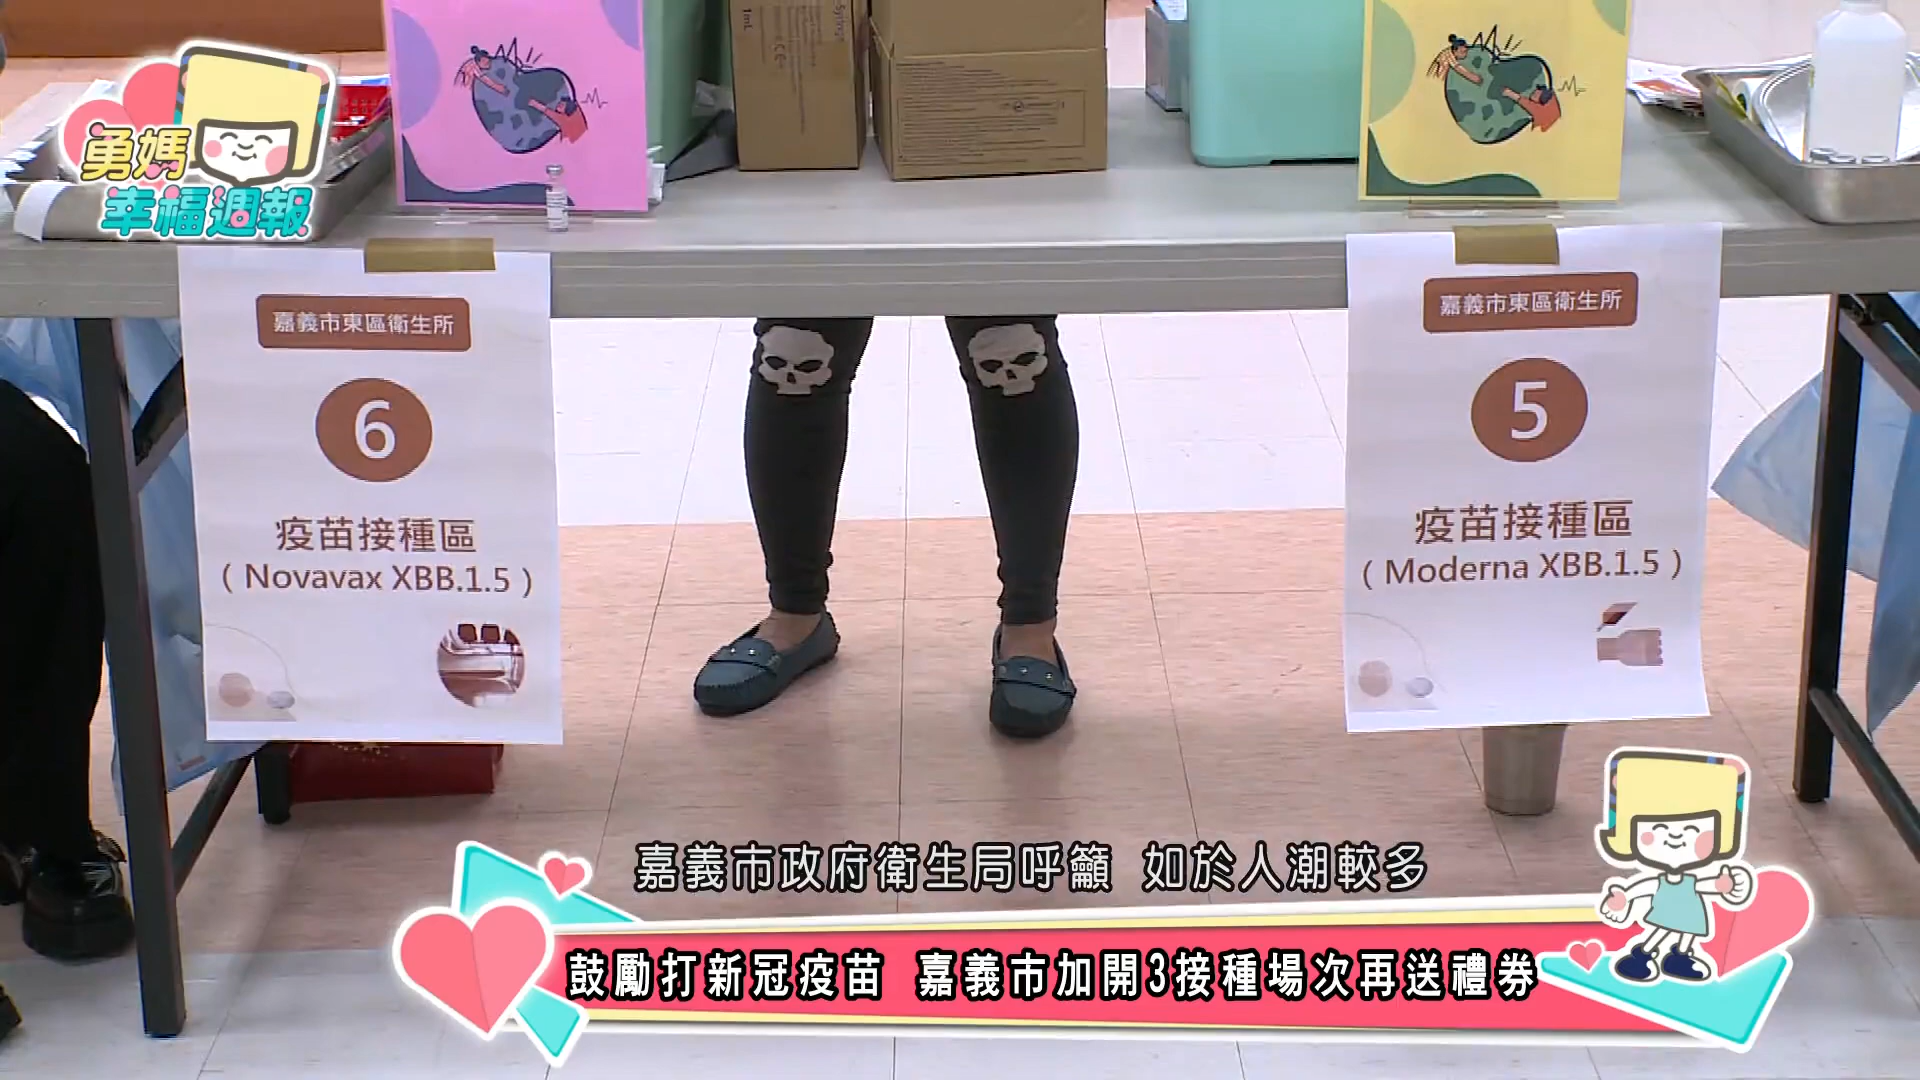 勇媽
幸福週報
1mL
嘉義市東區衛生所
6
疫苗接種區
(Novavax XBB.1.5)
嘉義市東區衛生所
5
疫苗接種區
(Moderna XBB.1.5)
嘉義市政府衛生局呼籲 如於人潮較多
鼓勵打新冠疫苗 嘉義市加開3接種場次再送禮券